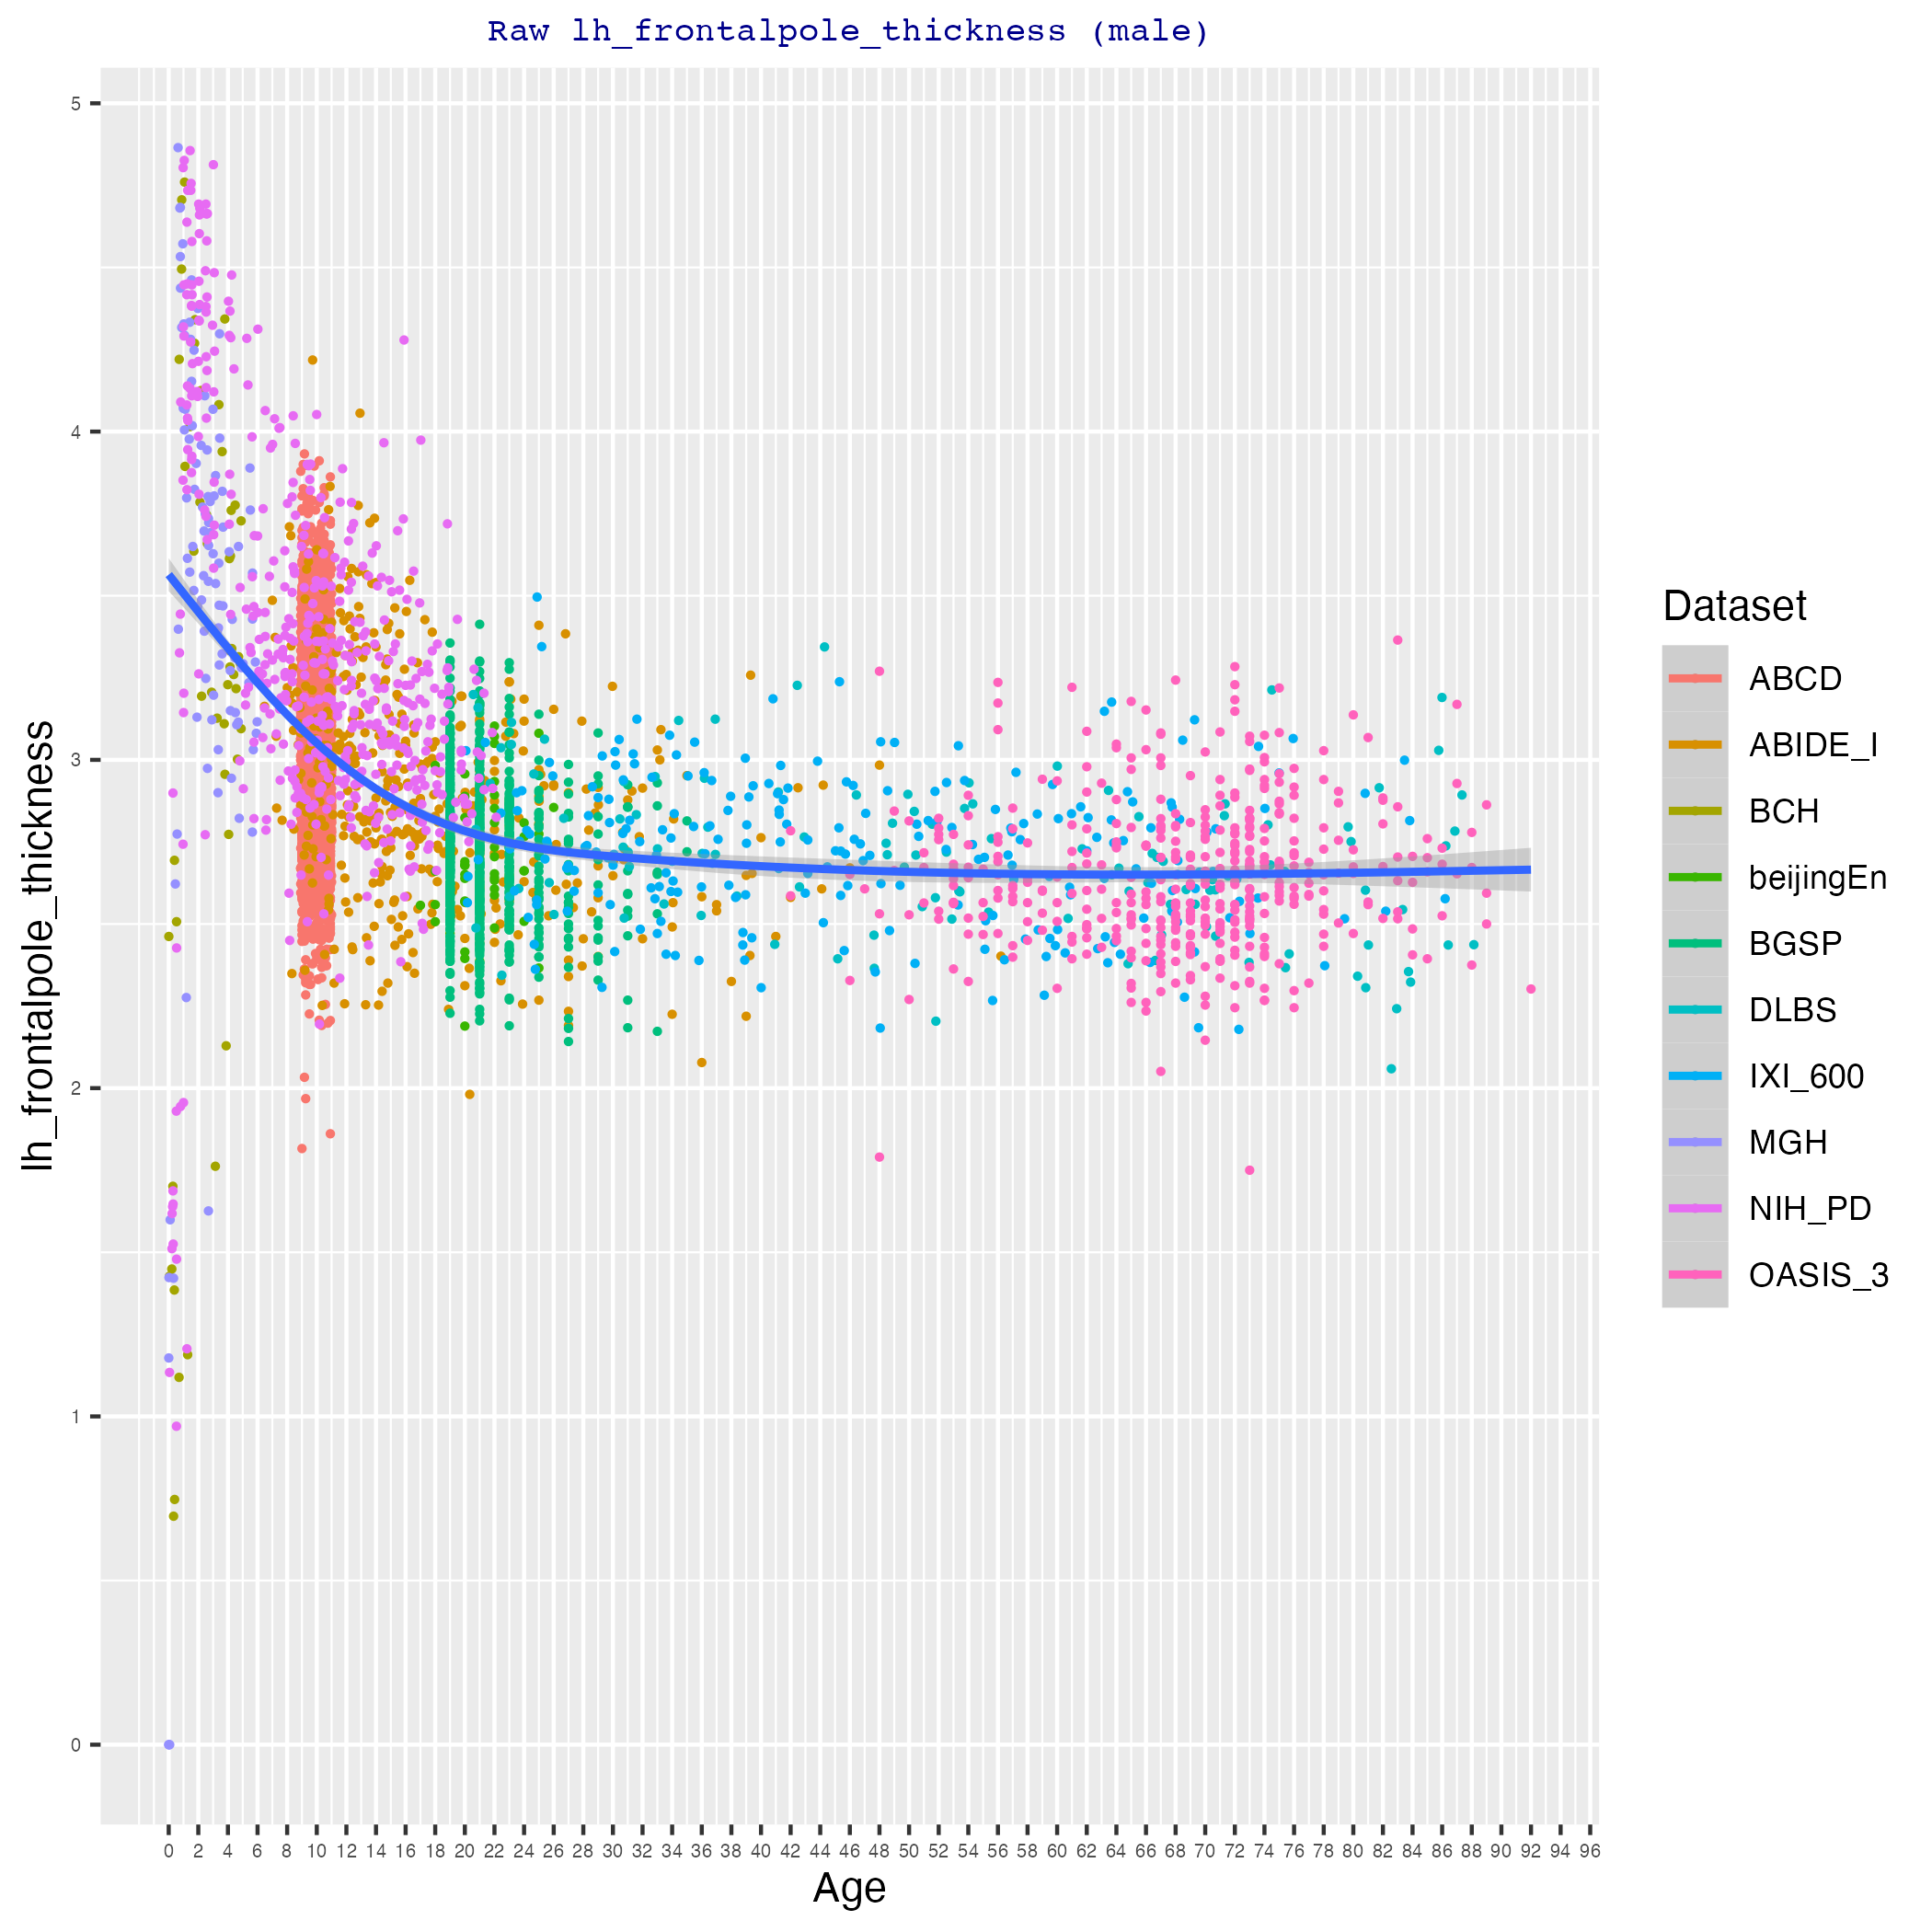 Raw lh_frontalpole_thickness (male)
lh_frontalpole_thickness
5
4
3
2
1
0
0 2 4 6 8 10 12 14 16 18 20 22 24 26 28 30 32 34 36 38 40 42 44 46 48 50 52 54 56 58 60 62 64 66 68 70 72 74 76 78 80 82 84 86 88 90 92 94 96
Age
Dataset
ABCD
ABIDE_I
BCH
beijingEn
BGSP
DLBS
IXI_600
MGH
NIH_PD
OASIS_3